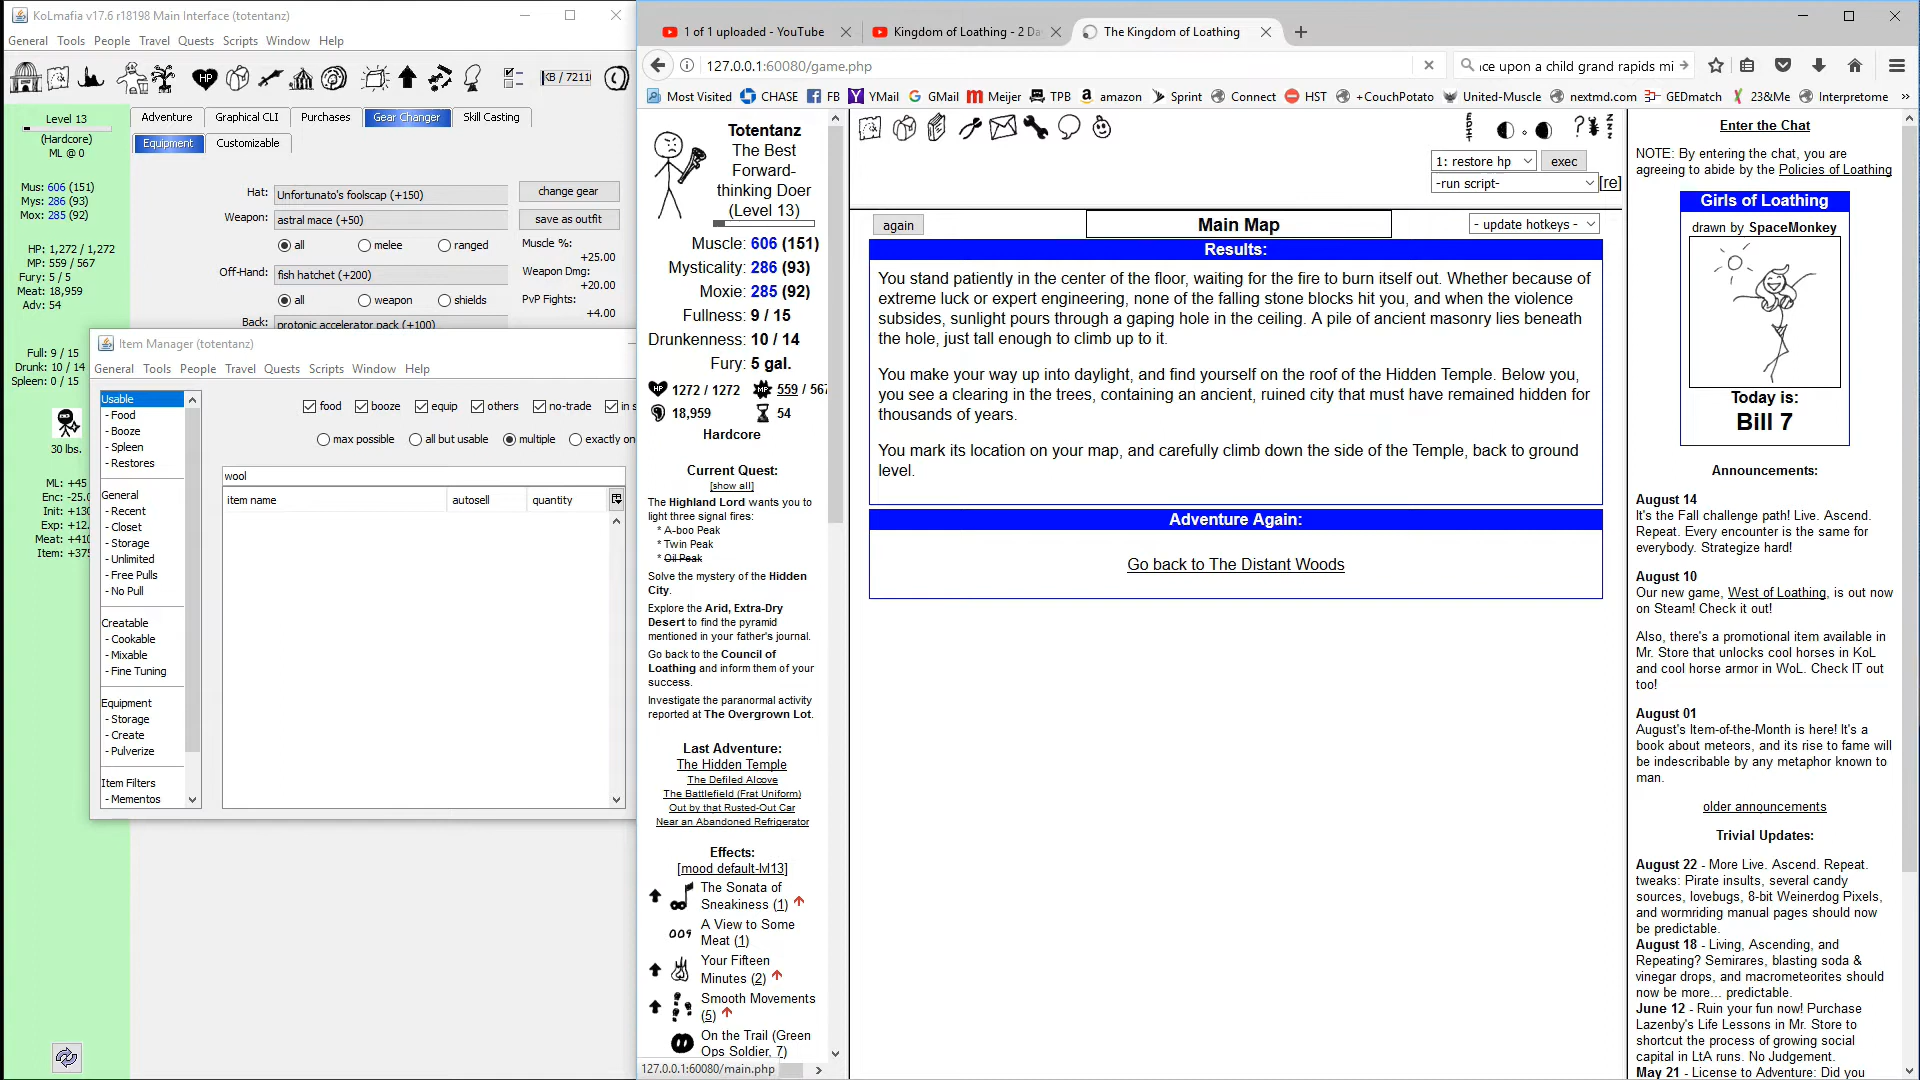 KoLmafia v17.6 r18198 Main Interface (totentanz)
General Tools People Travel Quests Scripts Window Help
KB / 7211
Level 13
(Hardcore)
ML @ 0
Mus: 606 (151)
Mys: 286 (93)
Mox: 285 (92)
HP: 1,272 / 1,272
MP: 559 / 567
Fury: 5 / 5
Meat: 18,959
Adv: 54
Full: 9 / 15
Drunk: 10 / 14
Spleen: 0 / 15
30 lbs.
ML: +45
Enc: -25.0
Init: +130
Exp: +12.
Meat: +410
Item: +375
Adventure Graphical CLI Purchases Gear Changer Skill Casting
Equipment Customizable
Hat: Unfortunato's foolscap (+150) change gear
Weapon: astral mace (+50) save as outfit
all melee ranged
Muscle %:
+25.00
Off-Hand: fish hatchet (+200)
Weapon Dmg:
+20.00
all weapon shields
PvP Fights:
+4.00
Back: protonic accelerator pack (+100)
Item Manager (totentanz)
General Tools People Travel Quests Scripts Window Help
Usable
- Food
- Booze
- Spleen
- Restores
General
- Recent
- Closet
- Storage
- Unlimited
- Free Pulls
- No Pull
Creatable
- Cookable
- Mixable
- Fine Tuning
Equipment
- Storage
- Create
- Pulverize
Item Filters
- Mementos
food booze equip others no-trade in s
max possible all but usable multiple exactly on
wool
item name autosell quantity
1 of 1 uploaded - YouTube
Kingdom of Loathing - 2 Da
The Kingdom of Loathing
127.0.0.1:60080/game.php
ce upon a child grand rapids mi
Most Visited CHASE FB YMail GMail Meijer TPB amazon Sprint Connect HST +CouchPotato United-Muscle nextmd.com GEDmatch 23&Me Interpretome
Totentanz
The Best
Forward-
thinking Doer
(Level 13)
Muscle: 606 (151)
Mysticality: 286 (93)
Moxie: 285 (92)
Fullness: 9 / 15
Drunkenness: 10 / 14
Fury: 5 gal.
HP 1272 / 1272 MP 559 / 567
18,959 54
Hardcore
Current Quest:
[show all]
The Highland Lord wants you to
light three signal fires:
* A-boo Peak
* Twin Peak
* Oil Peak
Solve the mystery of the Hidden
City.
Explore the Arid, Extra-Dry
Desert to find the pyramid
mentioned in your father's journal.
Go back to the Council of
Loathing and inform them of your
success.
Investigate the paranormal activity
reported at The Overgrown Lot.
Last Adventure:
The Hidden Temple
The Defiled Alcove
The Battlefield (Frat Uniform)
Out by that Rusted-Out Car
Near an Abandoned Refrigerator
Effects:
[mood default-lvl13]
The Sonata of
Sneakiness (1)
A View to Some
Meat (1)
Your Fifteen
Minutes (2)
Smooth Movements
(5)
On the Trail (Green
Ops Soldier, 7)
127.0.0.1:60080/main.php
EDIT
1: restore hp exec
-run script- [re]
again Main Map - update hotkeys -
Results:
You stand patiently in the center of the floor, waiting for the fire to burn itself out. Whether because of
extreme luck or expert engineering, none of the falling stone blocks hit you, and when the violence
subsides, sunlight pours through a gaping hole in the ceiling. A pile of ancient masonry lies beneath
the hole, just tall enough to climb up to it.
You make your way up into daylight, and find yourself on the roof of the Hidden Temple. Below you,
you see a clearing in the trees, containing an ancient, ruined city that must have remained hidden for
thousands of years.
You mark its location on your map, and carefully climb down the side of the Temple, back to ground
level.
Adventure Again:
Go back to The Distant Woods
Enter the Chat
NOTE: By entering the chat, you are
agreeing to abide by the Policies of Loathing
Girls of Loathing
drawn by SpaceMonkey
Today is:
Bill 7
Announcements:
August 14
It's the Fall challenge path! Live. Ascend.
Repeat. Every encounter is the same for
everybody. Strategize hard!
August 10
Our new game, West of Loathing, is out now
on Steam! Check it out!
Also, there's a promotional item available in
Mr. Store that unlocks cool horses in KoL
and cool horse armor in WoL. Check IT out
too!
August 01
August's Item-of-the-Month is here! It's a
book about meteors, and its rise to fame will
be indescribable by any metaphor known to
man.
older announcements
Trivial Updates:
August 22 - More Live. Ascend. Repeat.
tweaks: Pirate insults, several candy
sources, lovebugs, 8-bit Weinerdog Pixels,
and wormriding manual pages should now
be predictable.
August 18 - Living, Ascending, and
Repeating? Semirares, blasting soda &
vinegar drops, and macrometeorites should
now be more... predictable.
June 12 - Ruin your fun now! Purchase
Lazenby's Life Lessons in Mr. Store to
shortcut the process of growing social
capital in LtA runs. No Judgement.
May 21 - License to Adventure: Did you